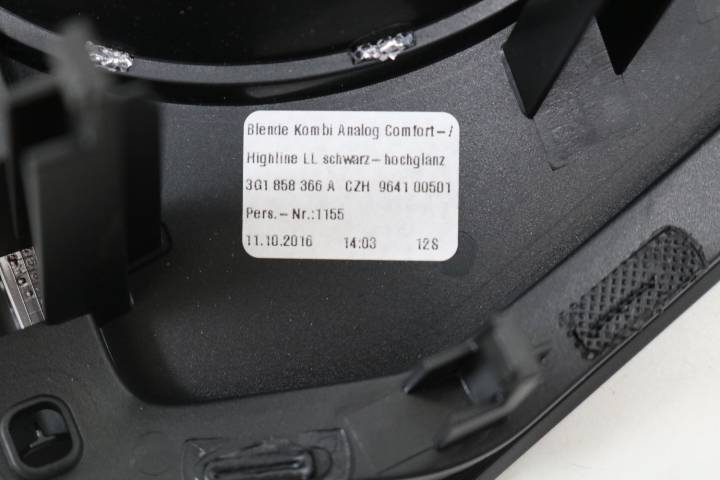 Blende Kombi Analog Comfort-/
Highline LL schwarz-hochglanz
3G1 858 366 A CZH 9641 00501
Pers.-Nr.:1155
11.10.2016 14:03 12S